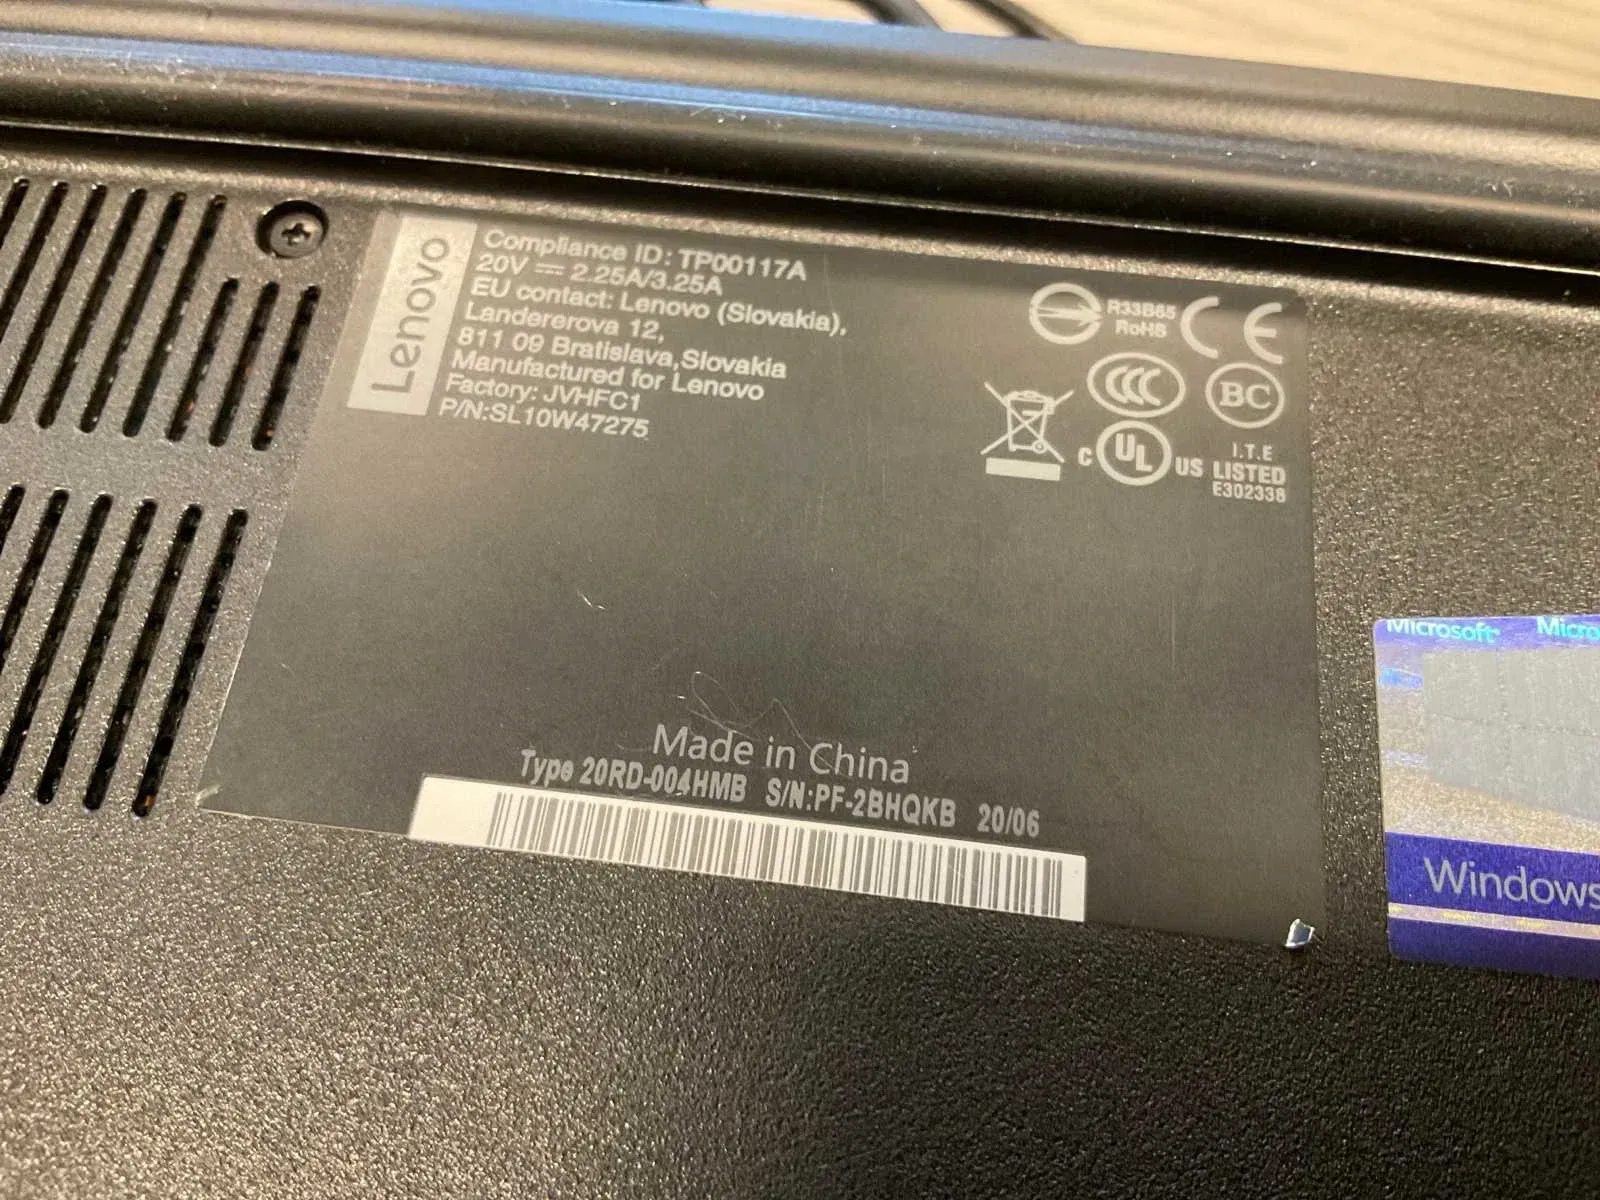 Lenovo
Compliance ID: TP00117A
20V ⎓ 2.25A/3.25A
EU contact: Lenovo (Slovakia),
Landererova 12,
811 09 Bratislava,Slovakia
Manufactured for Lenovo
Factory: JVHFC1
P/N:SL10W47275
R33B65
RoHS
CE
CCC
BC
c UL US
I.T.E
LISTED
E302338
Made in China
Type 20RD-004HMB S/N:PF-2BHQKB 20/06
Microsoft Micro
Windows